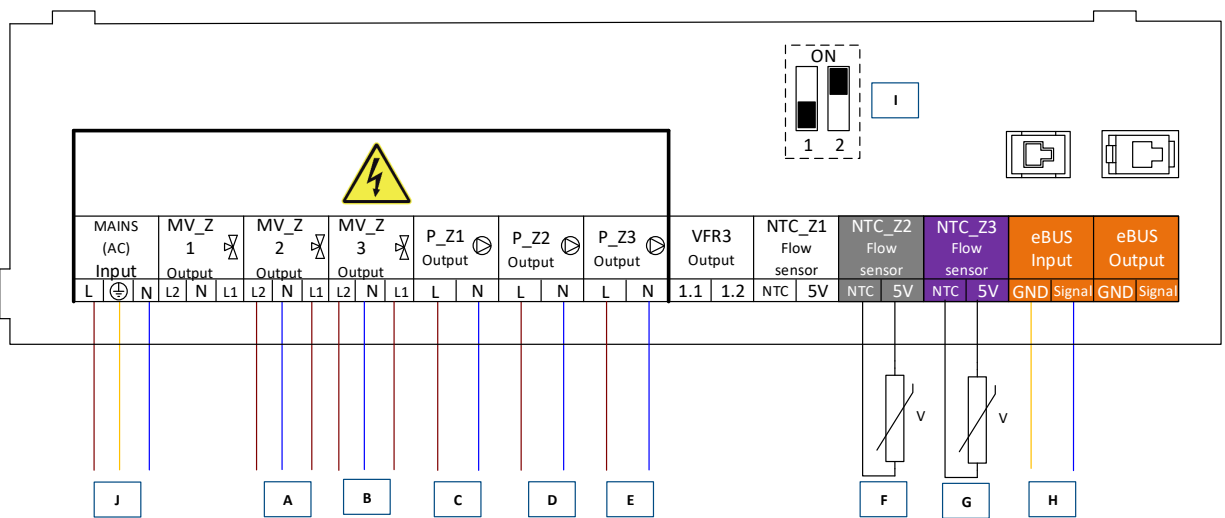 ON
1 2
I
MAINS
(AC)
Input
MV_Z
1
Output
MV_Z
2
Output
MV_Z
3
Output
P_Z1
Output
P_Z2
Output
P_Z3
Output
VFR3
Output
NTC_Z1
Flow
sensor
NTC_Z2
Flow
sensor
NTC_Z3
Flow
sensor
eBUS
Input
eBUS
Output
L N L2 N L1 L2 N L1 L2 N L1 L N L N L N 1.1 1.2 NTC 5V NTC 5V NTC 5V GND Signal GND Signal
V
V
J
A
B
C
D
E
F
G
H